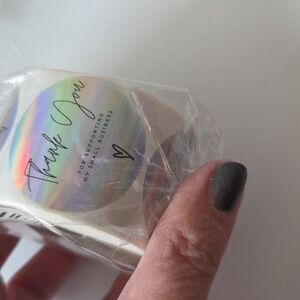 Thank You
FOR SUPPORTING
MY SMALL BUSINESS